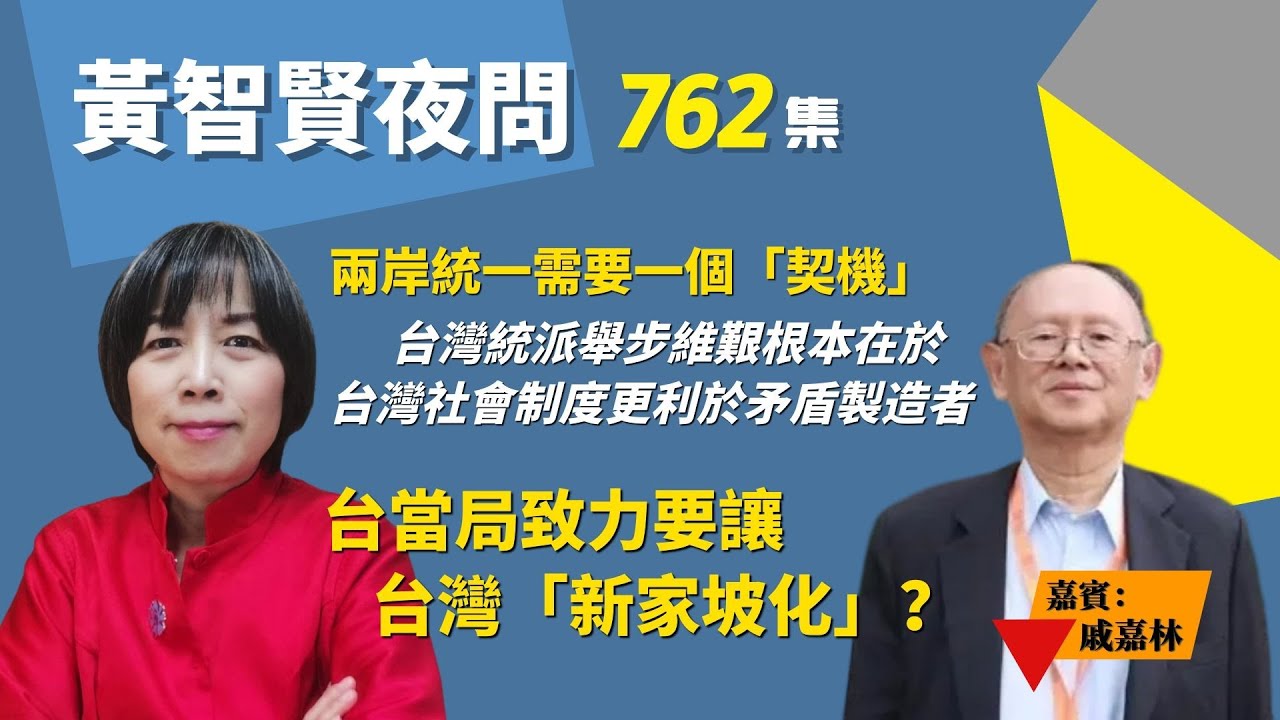 黃智賢夜問 762集
兩岸統一需要一個「契機」
台灣統派舉步維艱根本在於
台灣社會制度更利於矛盾製造者
台當局致力要讓
台灣「新家坡化」？
嘉賓：
戚嘉林